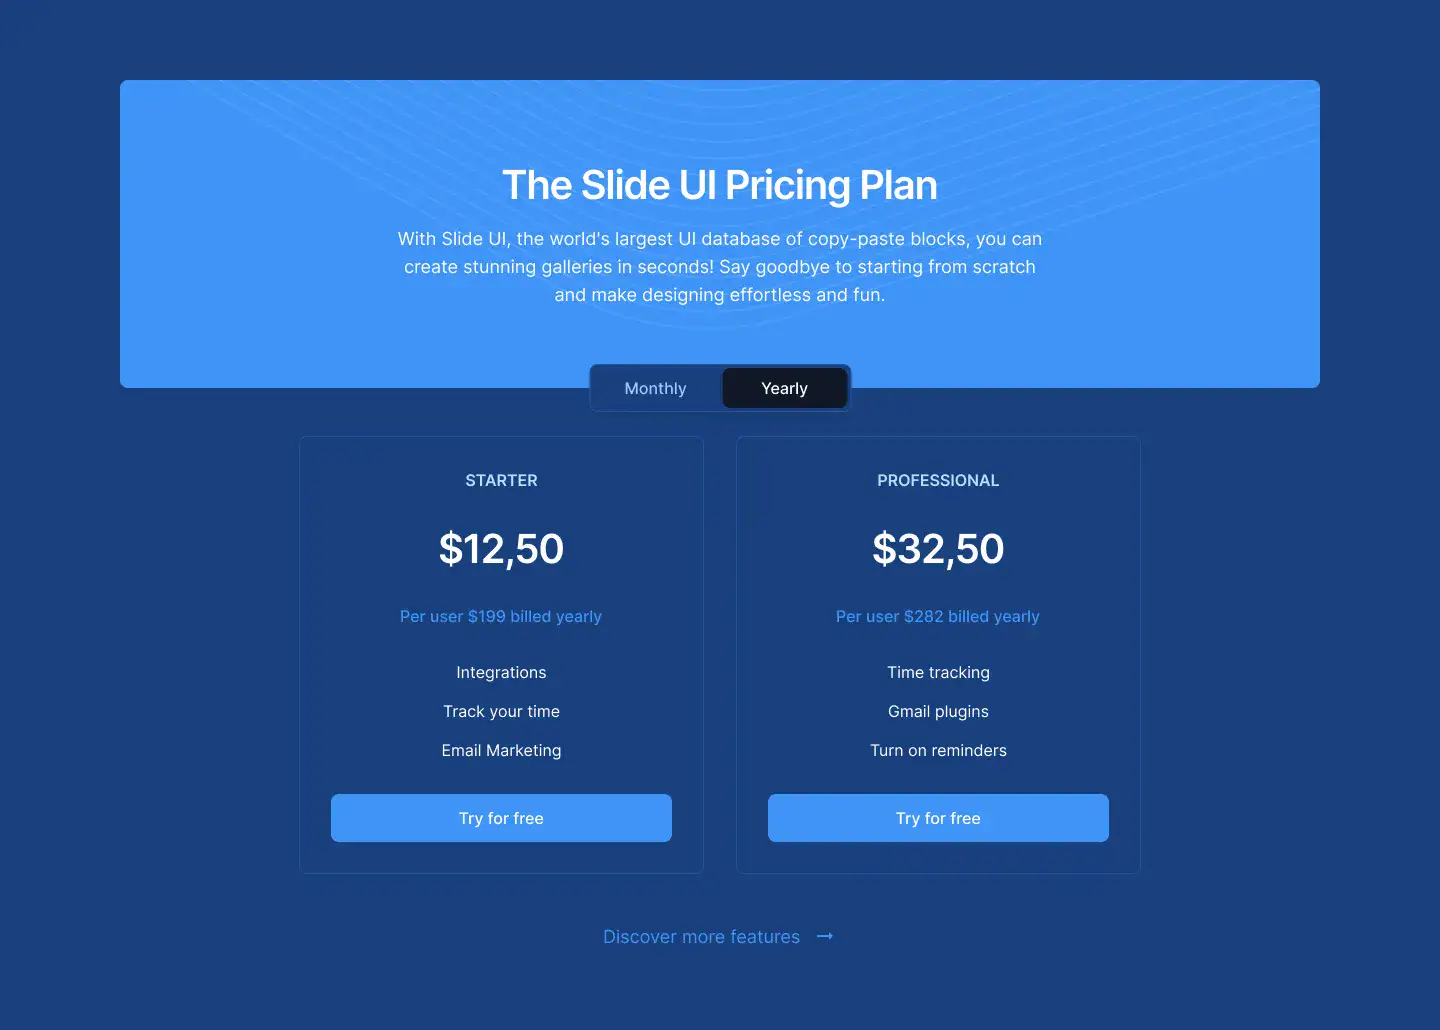 The Slide UI Pricing Plan
With Slide UI, the world's largest UI database of copy-paste blocks, you can
create stunning galleries in seconds! Say goodbye to starting from scratch
and make designing effortless and fun.
Monthly
Yearly
STARTER
$12,50
Per user $199 billed yearly
Integrations
Track your time
Email Marketing
Try for free
PROFESSIONAL
$32,50
Per user $282 billed yearly
Time tracking
Gmail plugins
Turn on reminders
Try for free
Discover more features